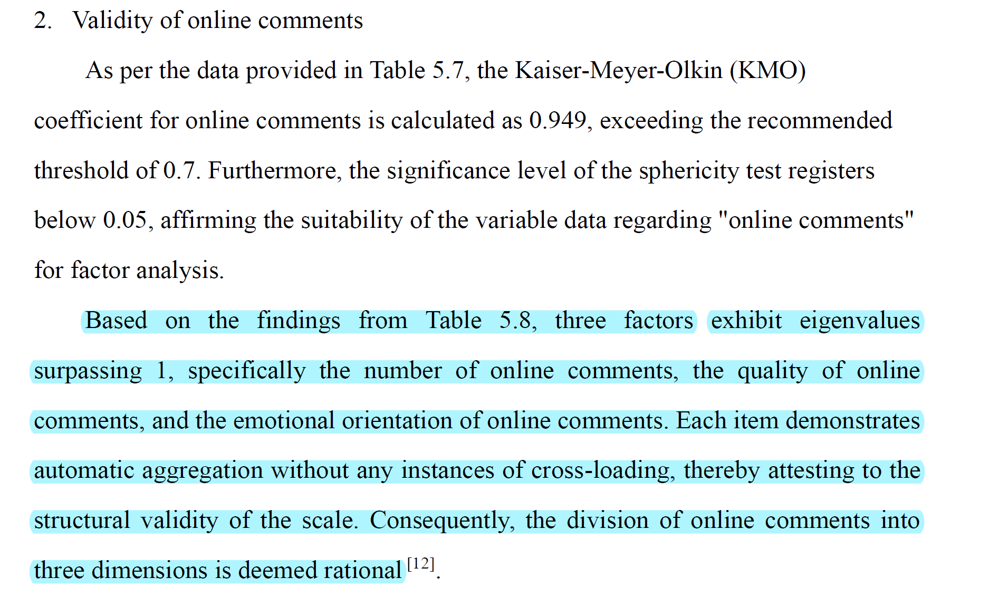 2. Validity of online comments
As per the data provided in Table 5.7, the Kaiser-Meyer-Olkin (KMO)
coefficient for online comments is calculated as 0.949, exceeding the recommended
threshold of 0.7. Furthermore, the significance level of the sphericity test registers
below 0.05, affirming the suitability of the variable data regarding "online comments"
for factor analysis.
Based on the findings from Table 5.8, three factors exhibit eigenvalues
surpassing 1, specifically the number of online comments, the quality of online
comments, and the emotional orientation of online comments. Each item demonstrates
automatic aggregation without any instances of cross-loading, thereby attesting to the
structural validity of the scale. Consequently, the division of online comments into
three dimensions is deemed rational [12].